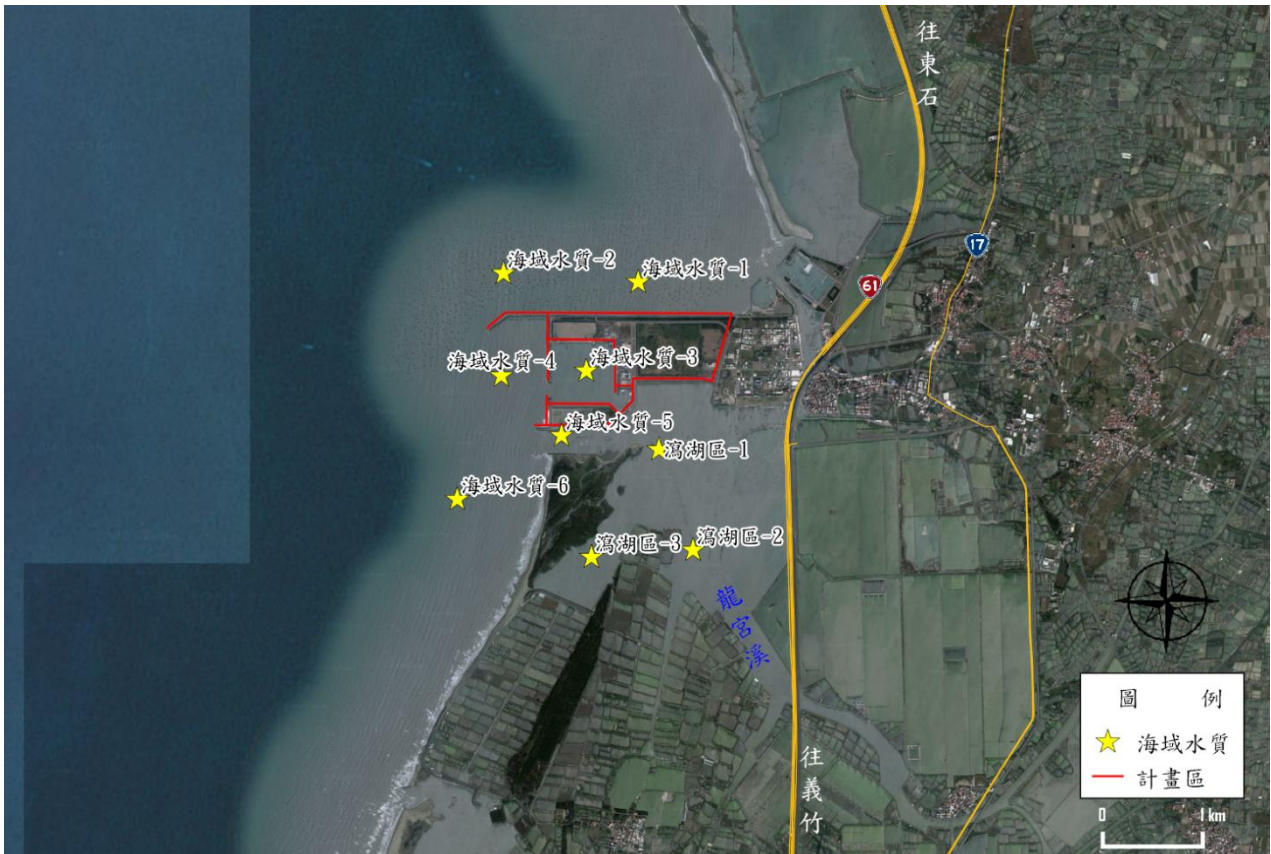 往東石
海域水質-2
海域水質-1
17
61
海域水質-4
海域水質-3
海域水質-5
瀉湖區-1
海域水質-6
瀉湖區-3
瀉湖區-2
龍宮溪
往義竹
圖 例
海域水質
計畫區
0 1 km